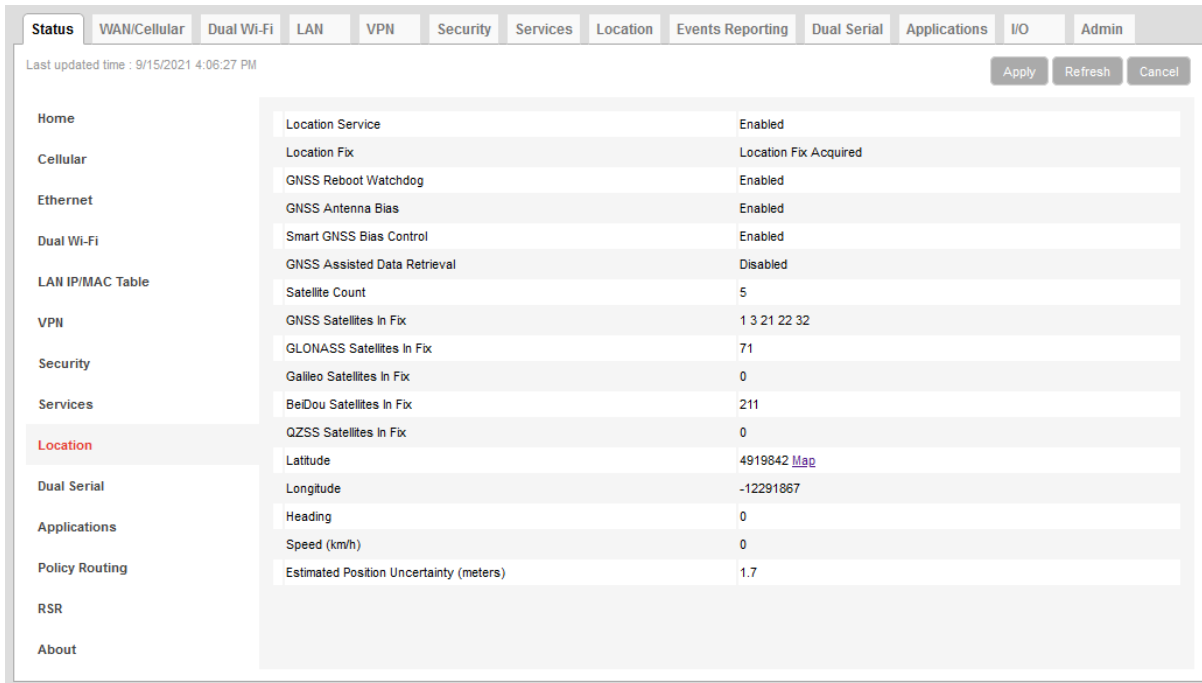 Status WAN/Cellular Dual Wi-Fi LAN VPN Security Services Location Events Reporting Dual Serial Applications I/O Admin
Last updated time : 9/15/2021 4:06:27 PM
Apply Refresh Cancel
Home
Cellular
Ethernet
Dual Wi-Fi
LAN IP/MAC Table
VPN
Security
Services
Location
Dual Serial
Applications
Policy Routing
RSR
About
Location Service Enabled
Location Fix Location Fix Acquired
GNSS Reboot Watchdog Enabled
GNSS Antenna Bias Enabled
Smart GNSS Bias Control Enabled
GNSS Assisted Data Retrieval Disabled
Satellite Count 5
GNSS Satellites In Fix 1 3 21 22 32
GLONASS Satellites In Fix 71
Galileo Satellites In Fix 0
BeiDou Satellites In Fix 211
QZSS Satellites In Fix 0
Latitude 4919842 Map
Longitude -12291867
Heading 0
Speed (km/h) 0
Estimated Position Uncertainty (meters) 1.7